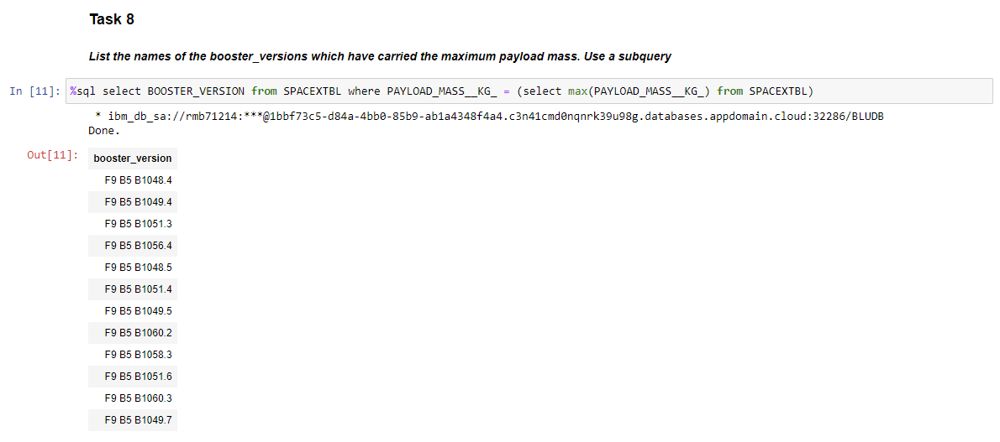 Task 8
List the names of the booster_versions which have carried the maximum payload mass. Use a subquery
In [11]: %sql select BOOSTER_VERSION from SPACEXTBL where PAYLOAD_MASS__KG_ = (select max(PAYLOAD_MASS__KG_) from SPACEXTBL)
* ibm_db_sa://rmb71214:***@1bbf73c5-d84a-4bb0-85b9-ab1a4348f4a4.c3n41cmd0nqnrk39u98g.databases.appdomain.cloud:32286/BLUDB
Done.
Out[11]: booster_version
F9 B5 B1048.4
F9 B5 B1049.4
F9 B5 B1051.3
F9 B5 B1056.4
F9 B5 B1048.5
F9 B5 B1051.4
F9 B5 B1049.5
F9 B5 B1060.2
F9 B5 B1058.3
F9 B5 B1051.6
F9 B5 B1060.3
F9 B5 B1049.7